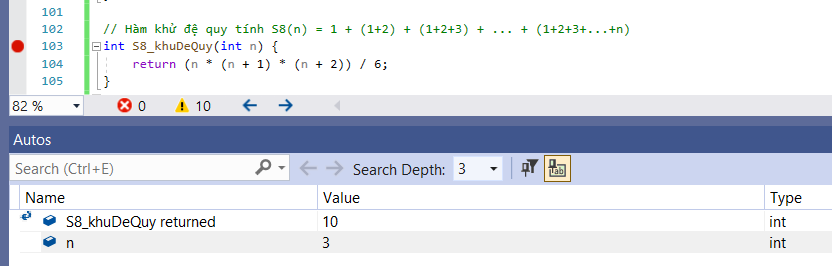 101
102 // Hàm khử đệ quy tính S8(n) = 1 + (1+2) + (1+2+3) + ... + (1+2+3+...+n)
103 int S8_khuDeQuy(int n) {
104 return (n * (n + 1) * (n + 2)) / 6;
105 }
82 % 0 10
Autos
Search (Ctrl+E) Search Depth: 3
Name Value Type
S8_khuDeQuy returned 10 int
n 3 int